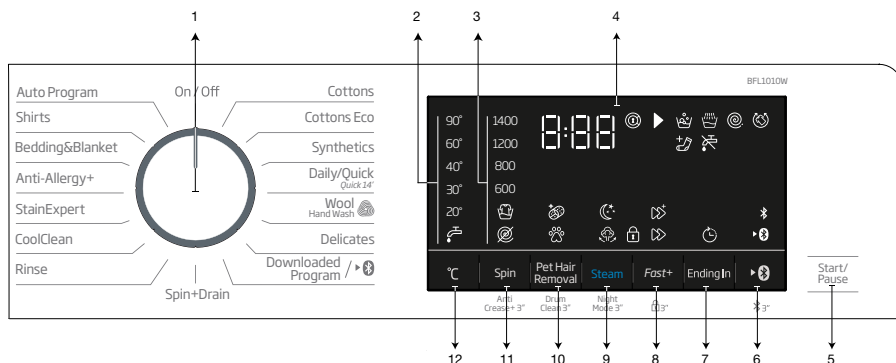 1
2
3
4
BFL1010W
On / Off
Auto Program
Shirts
Bedding&Blanket
Anti-Allergy+
StainExpert
CoolClean
Rinse
Spin+Drain
Cottons
Cottons Eco
Synthetics
Daily/Quick
Quick 14'
Wool
Hand Wash
Delicates
Downloaded
Program /
90°
60°
40°
30°
20°
1400
1200
800
600
8:88
°C
Spin
Pet Hair
Removal
Steam
Fast+
Ending In
Anti
Crease+ 3"
Drum
Clean 3"
Night
Mode 3"
3"
3"
Start/
Pause
12
11
10
9
8
7
6
5